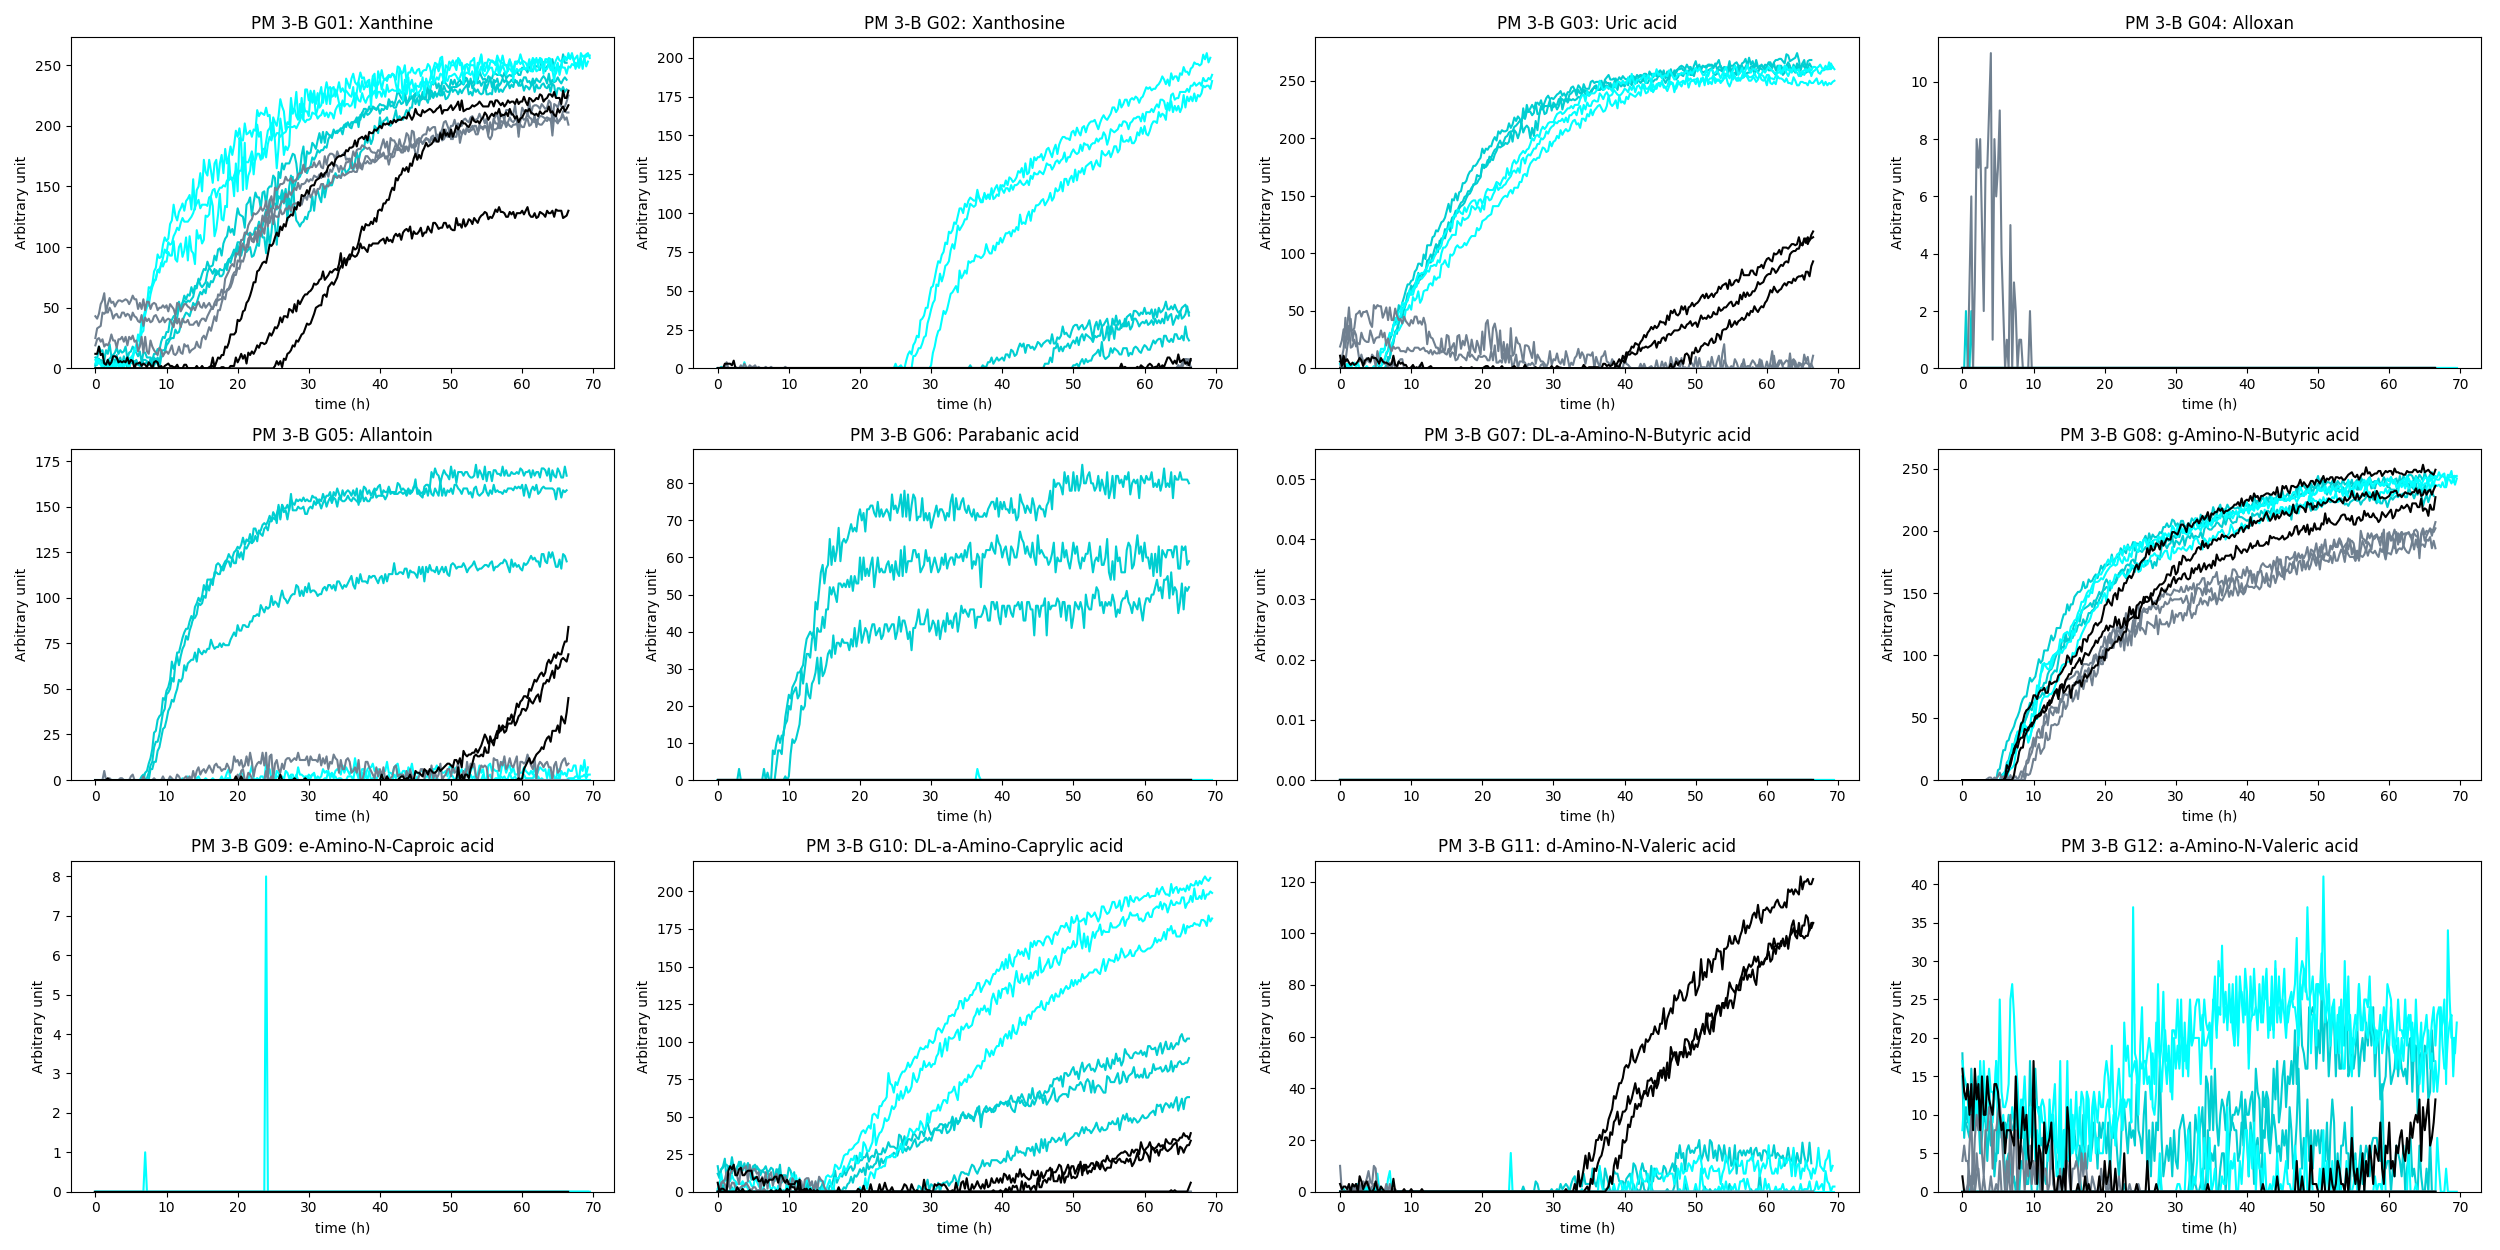 PM 3-B G01: Xanthine
PM 3-B G02: Xanthosine
PM 3-B G03: Uric acid
PM 3-B G04: Alloxan
Arbitrary unit
250
200
150
100
50
0
0 10 20 30 40 50 60 70
time (h)
Arbitrary unit
200
175
150
125
100
75
50
25
0
0 10 20 30 40 50 60 70
time (h)
Arbitrary unit
250
200
150
100
50
0
0 10 20 30 40 50 60 70
time (h)
Arbitrary unit
10
8
6
4
2
0
0 10 20 30 40 50 60 70
time (h)
PM 3-B G05: Allantoin
PM 3-B G06: Parabanic acid
PM 3-B G07: DL-a-Amino-N-Butyric acid
PM 3-B G08: g-Amino-N-Butyric acid
Arbitrary unit
175
150
125
100
75
50
25
0
0 10 20 30 40 50 60 70
time (h)
Arbitrary unit
80
70
60
50
40
30
20
10
0
0 10 20 30 40 50 60 70
time (h)
Arbitrary unit
0.05
0.04
0.03
0.02
0.01
0.00
0 10 20 30 40 50 60 70
time (h)
Arbitrary unit
250
200
150
100
50
0
0 10 20 30 40 50 60 70
time (h)
PM 3-B G09: e-Amino-N-Caproic acid
PM 3-B G10: DL-a-Amino-Caprylic acid
PM 3-B G11: d-Amino-N-Valeric acid
PM 3-B G12: a-Amino-N-Valeric acid
Arbitrary unit
8
7
6
5
4
3
2
1
0
0 10 20 30 40 50 60 70
time (h)
Arbitrary unit
200
175
150
125
100
75
50
25
0
0 10 20 30 40 50 60 70
time (h)
Arbitrary unit
120
100
80
60
40
20
0
0 10 20 30 40 50 60 70
time (h)
Arbitrary unit
40
35
30
25
20
15
10
5
0
0 10 20 30 40 50 60 70
time (h)